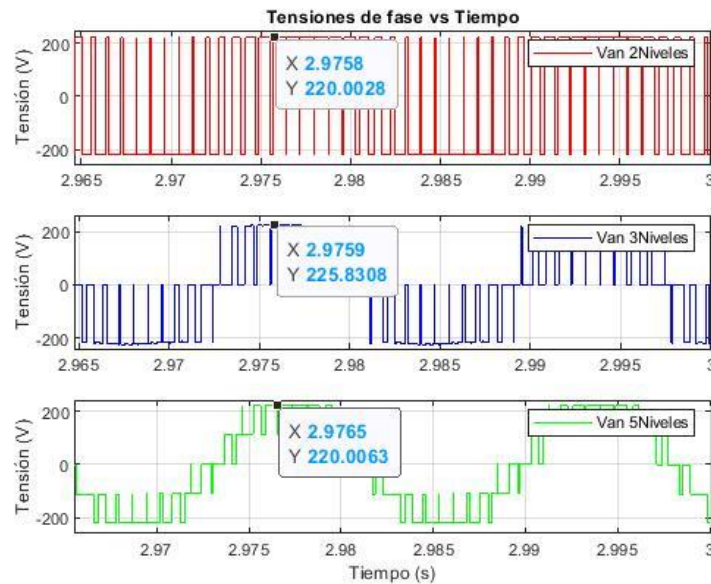 Tensiones de fase vs Tiempo
Tensión (V)
200
0
-200
Van 2Niveles
X 2.9758
Y 220.0028
2.965 2.97 2.975 2.98 2.985 2.99 2.995 3
Tensión (V)
200
0
-200
Van 3Niveles
X 2.9759
Y 225.8308
2.965 2.97 2.975 2.98 2.985 2.99 2.995 3
Tensión (V)
200
0
-200
Van 5Niveles
X 2.9765
Y 220.0063
2.97 2.975 2.98 2.985 2.99 2.995 3
Tiempo (s)